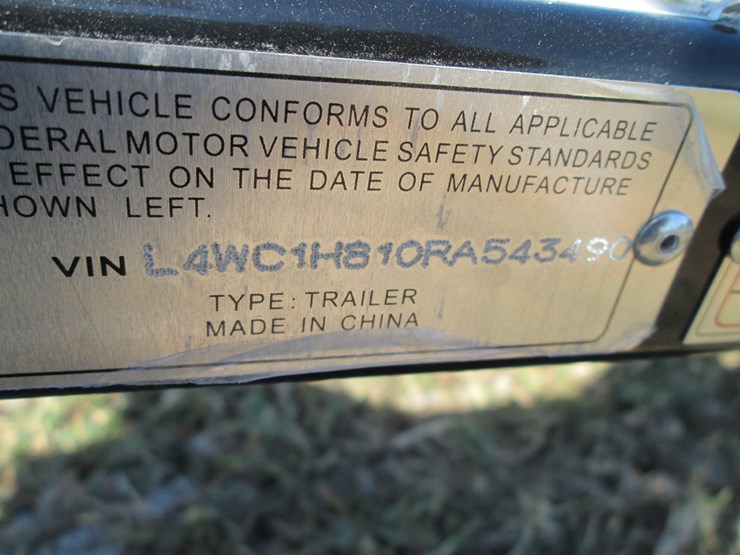 S VEHICLE CONFORMS TO ALL APPLICABLE
DERAL MOTOR VEHICLE SAFETY STANDARDS
EFFECT ON THE DATE OF MANUFACTURE
HOWN LEFT.
VIN L4WC1H810RA543490
TYPE: TRAILER
MADE IN CHINA